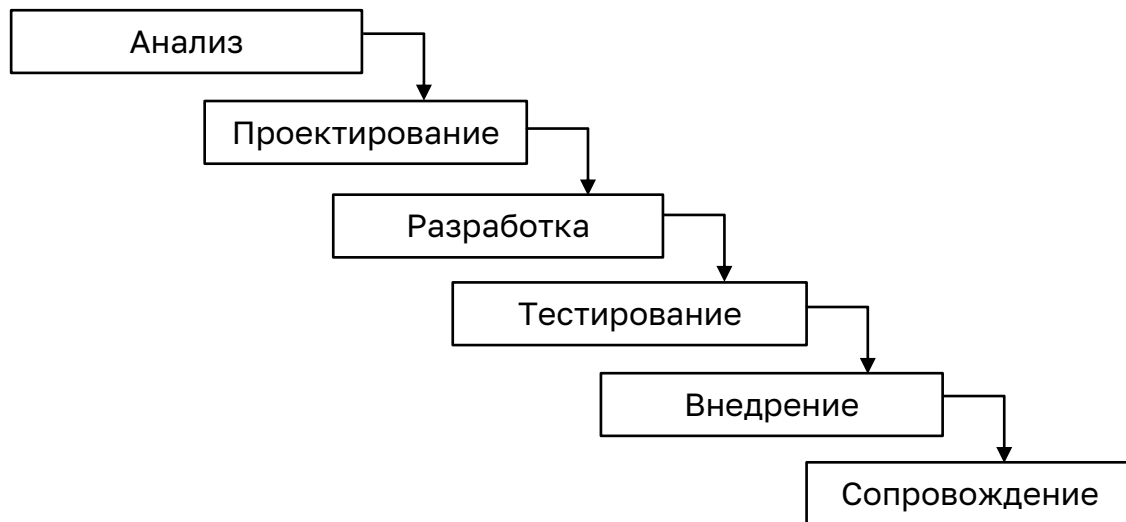 Анализ
Проектирование
Разработка
Тестирование
Внедрение
Сопровождение